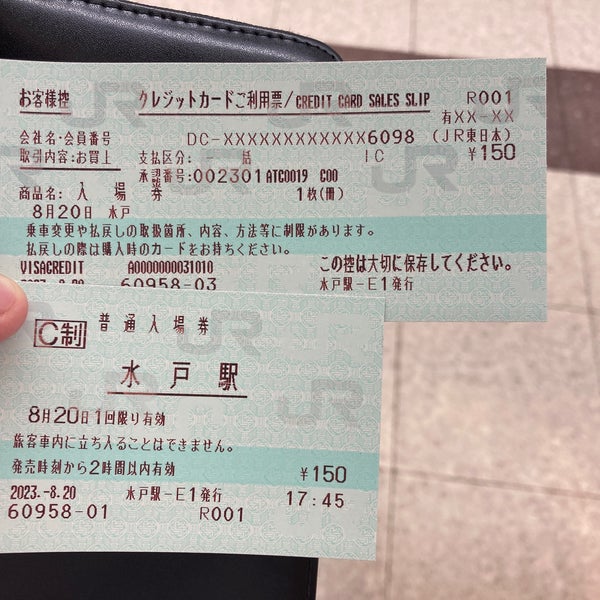 お客様控 クレジットカードご利用票/CREDIT CARD SALES SLIP R001
有XX-XX
会社名・会員番号 DC-XXXXXXXXXXXX6098 (JR東日本)
取引内容:お買上 支払区分: 一括 IC ¥150
承認番号:002301 ATC0019 C00
商品名: 入場券 1枚(冊)
8月20日 水戸
乗車変更や払戻しの取扱箇所、内容、方法等に制限があります。
払戻しの際は購入時のカードをお持ちください。
VISACREDIT A0000000031010 この控は大切に保存してください。
2023.-8.20 60958-03 水戸駅-E1発行
C制 普通入場券
水戸駅
8月20日1回限り有効
旅客車内に立ち入ることはできません。
発売時刻から2時間以内有効 ¥150
2023.-8.20 水戸駅-E1発行 17:45
60958-01 R001